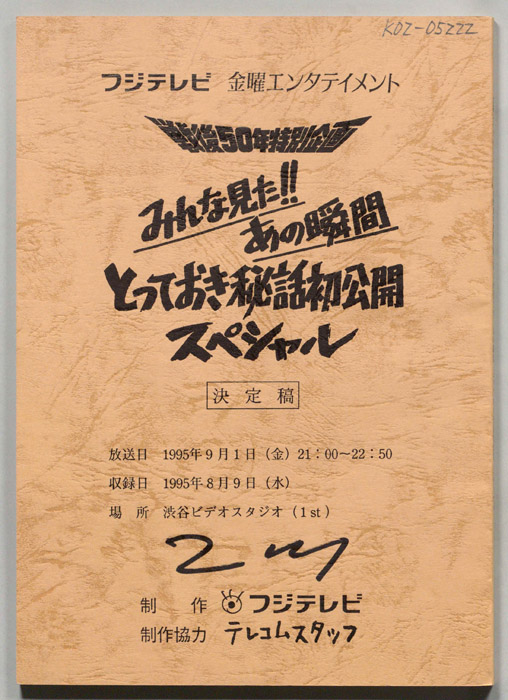 K02-05222
フジテレビ 金曜エンタテイメント
戦後50年特別企画
みんな見た!!
あの瞬間
とっておき秘話初公開
スペシャル
決定稿
放送日 1995年9月1日(金)21:00~22:50
収録日 1995年8月9日(水)
場 所 渋谷ビデオスタジオ(1st)
制 作 フジテレビ
制作協力 テレコムスタッフ